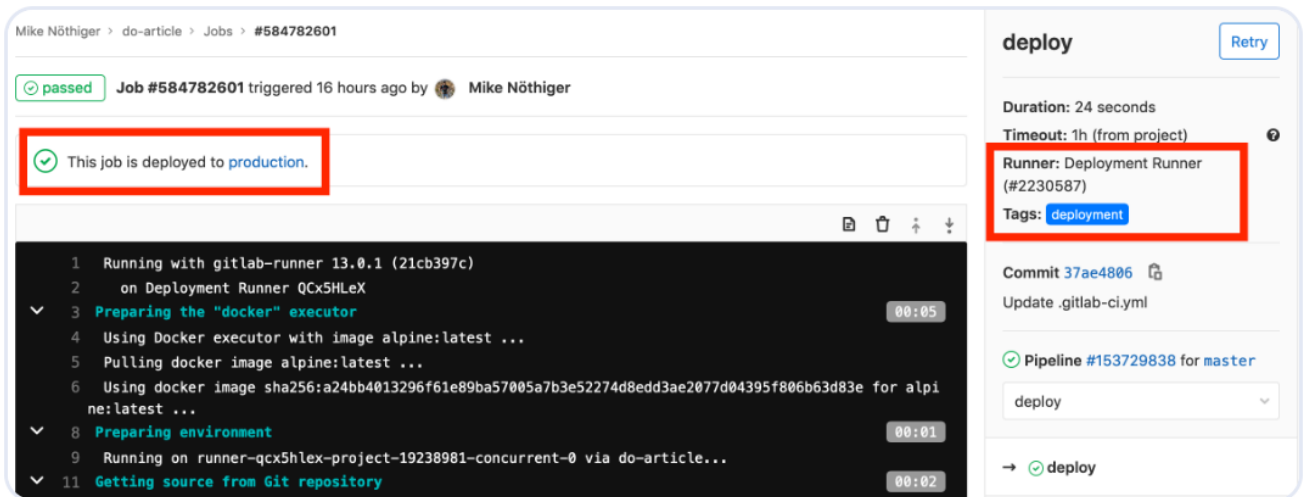 Mike Nöthiger > do-article > Jobs > #584782601
passed Job #584782601 triggered 16 hours ago by Mike Nöthiger
This job is deployed to production.
1 Running with gitlab-runner 13.0.1 (21cb397c)
2 on Deployment Runner QCx5HLeX
3 Preparing the "docker" executor 00:05
4 Using Docker executor with image alpine:latest ...
5 Pulling docker image alpine:latest ...
6 Using docker image sha256:a24bb4013296f61e89ba57005a7b3e52274d8edd3ae2077d04395f806b63d83e for alpi
ne:latest ...
8 Preparing environment 00:01
9 Running on runner-qcx5hlex-project-19238981-concurrent-0 via do-article...
11 Getting source from Git repository 00:02
deploy Retry
Duration: 24 seconds
Timeout: 1h (from project)
Runner: Deployment Runner
(#2230587)
Tags: deployment
Commit 37ae4806
Update .gitlab-ci.yml
Pipeline #153729838 for master
deploy
→ deploy